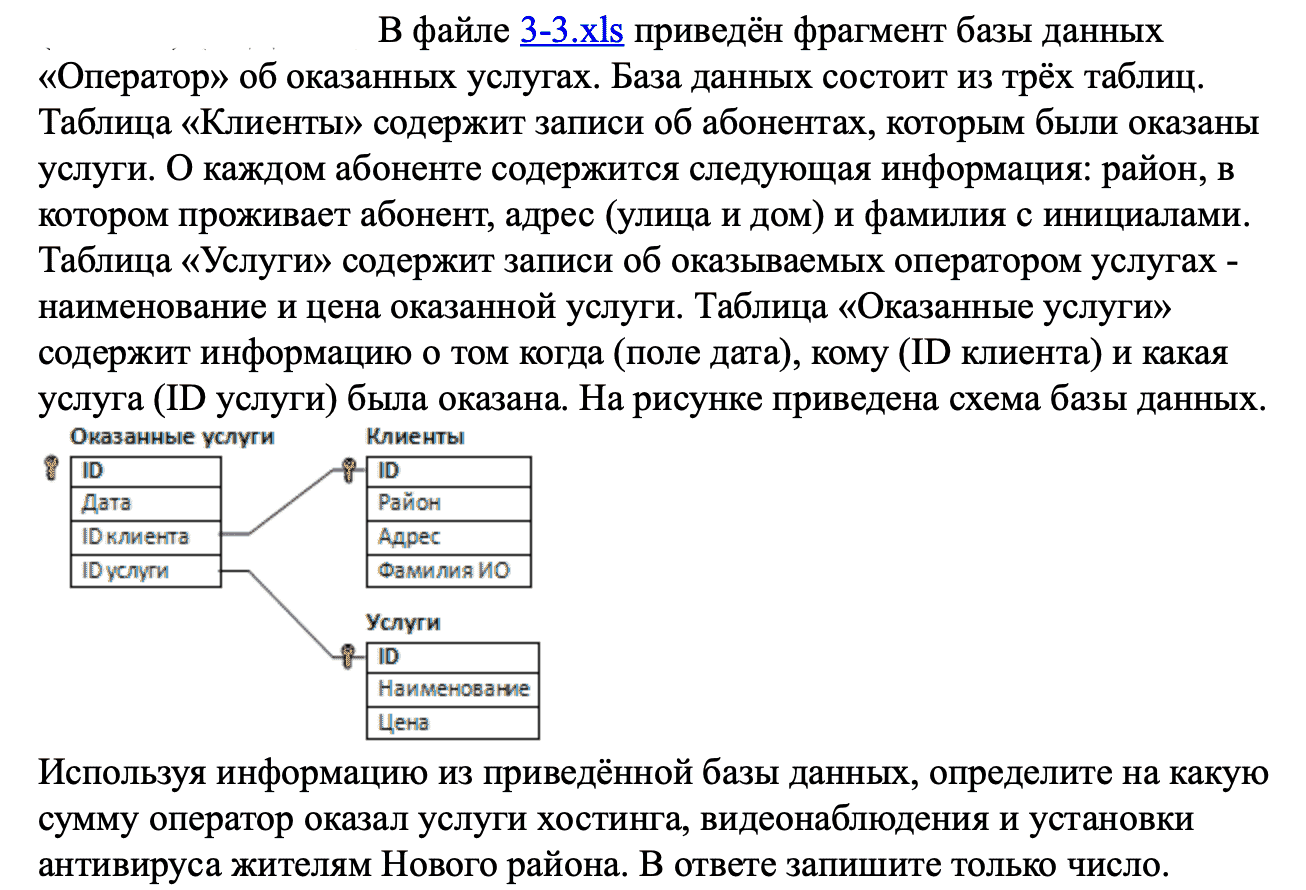 В файле 3-3.xls приведён фрагмент базы данных
«Оператор» об оказанных услугах. База данных состоит из трёх таблиц.
Таблица «Клиенты» содержит записи об абонентах, которым были оказаны
услуги. О каждом абоненте содержится следующая информация: район, в
котором проживает абонент, адрес (улица и дом) и фамилия с инициалами.
Таблица «Услуги» содержит записи об оказываемых оператором услугах -
наименование и цена оказанной услуги. Таблица «Оказанные услуги»
содержит информацию о том когда (поле дата), кому (ID клиента) и какая
услуга (ID услуги) была оказана. На рисунке приведена схема базы данных.
Оказанные услуги
ID
Дата
ID клиента
ID услуги
Клиенты
ID
Район
Адрес
Фамилия ИО
Услуги
ID
Наименование
Цена
Используя информацию из приведённой базы данных, определите на какую
сумму оператор оказал услуги хостинга, видеонаблюдения и установки
антивируса жителям Нового района. В ответе запишите только число.